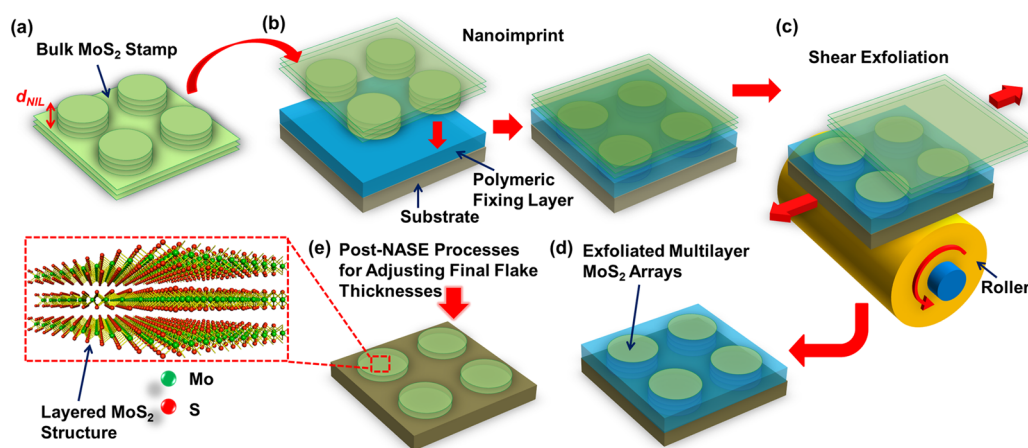 (a)
Bulk MoS₂ Stamp
d_NIL
(b)
Nanoimprint
Polymeric
Fixing Layer
Substrate
(c)
Shear Exfoliation
Roller
(d)
Exfoliated Multilayer
MoS₂ Arrays
(e)
Post-NASE Processes
for Adjusting Final Flake
Thicknesses
Layered MoS₂
Structure
Mo
S